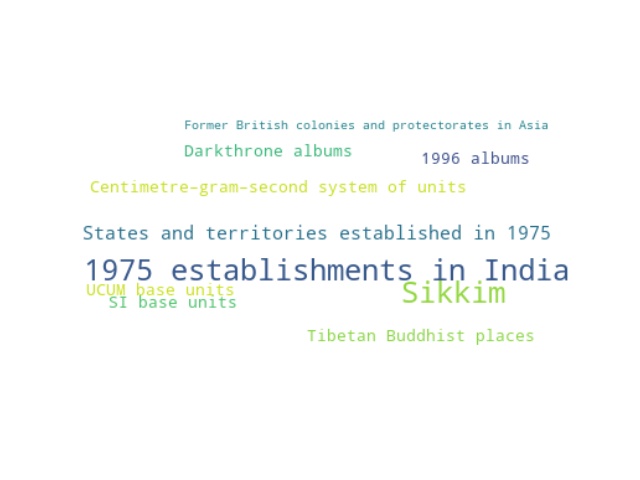 Former British colonies and protectorates in Asia
Darkthrone albums
1996 albums
Centimetre–gram–second system of units
States and territories established in 1975
1975 establishments in India
UCUM base units
Sikkim
SI base units
Tibetan Buddhist places